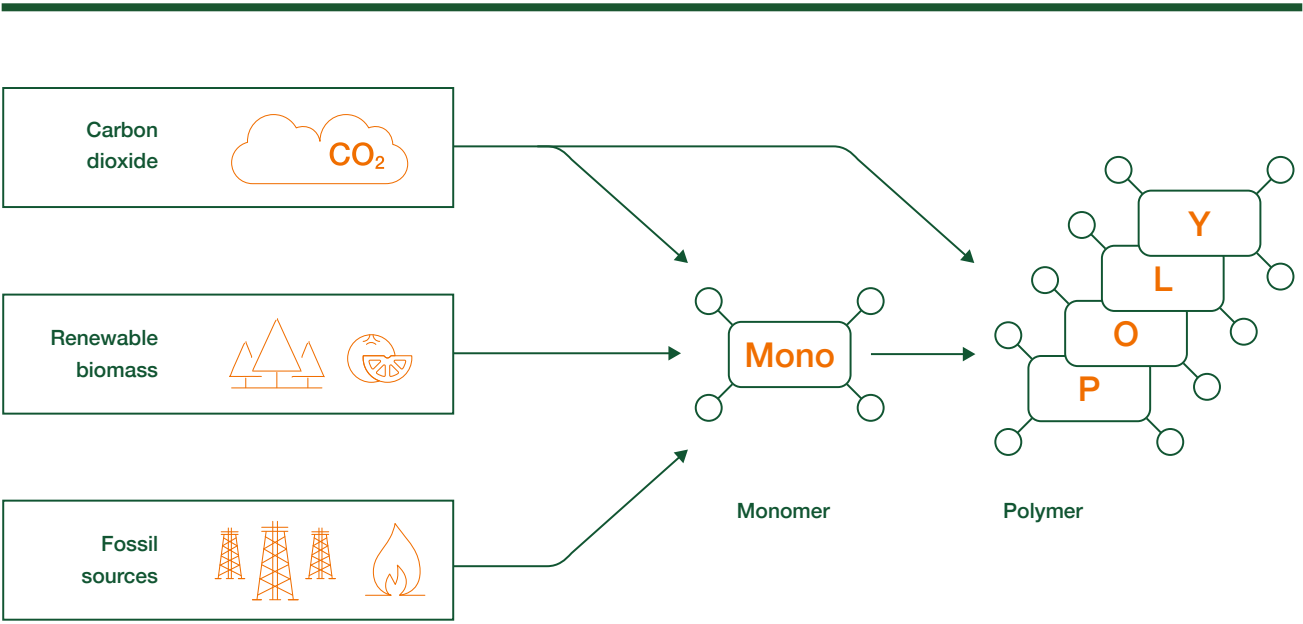 Carbon
dioxide
CO₂
Renewable
biomass
Fossil
sources
Mono
Monomer
Y
L
O
P
Polymer